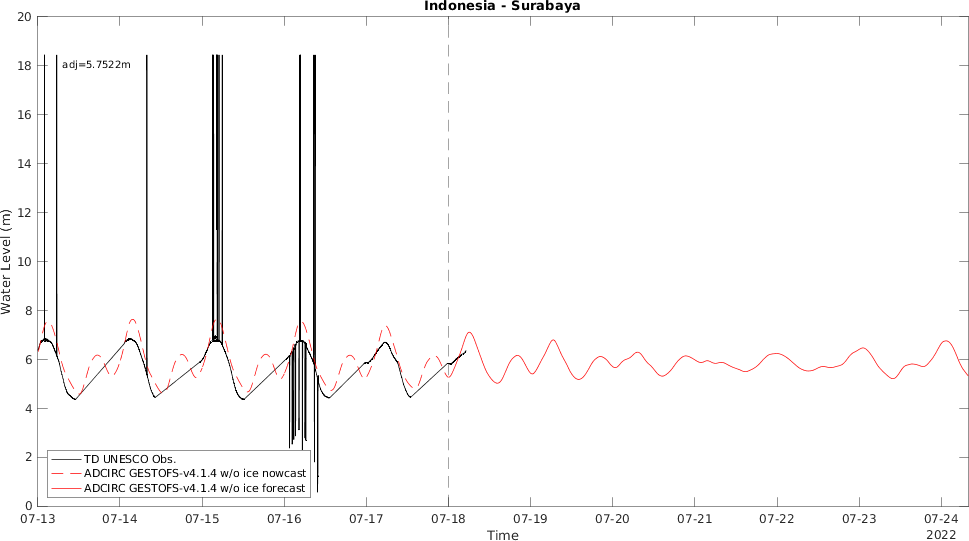 Indonesia - Surabaya
20
18
16
14
12
10
8
6
4
2
0
Water Level (m)
adj=5.7522m
TD UNESCO Obs.
ADCIRC GESTOFS-v4.1.4 w/o ice nowcast
ADCIRC GESTOFS-v4.1.4 w/o ice forecast
07-13 07-14 07-15 07-16 07-17 07-18 07-19 07-20 07-21 07-22 07-23 07-24
Time
2022